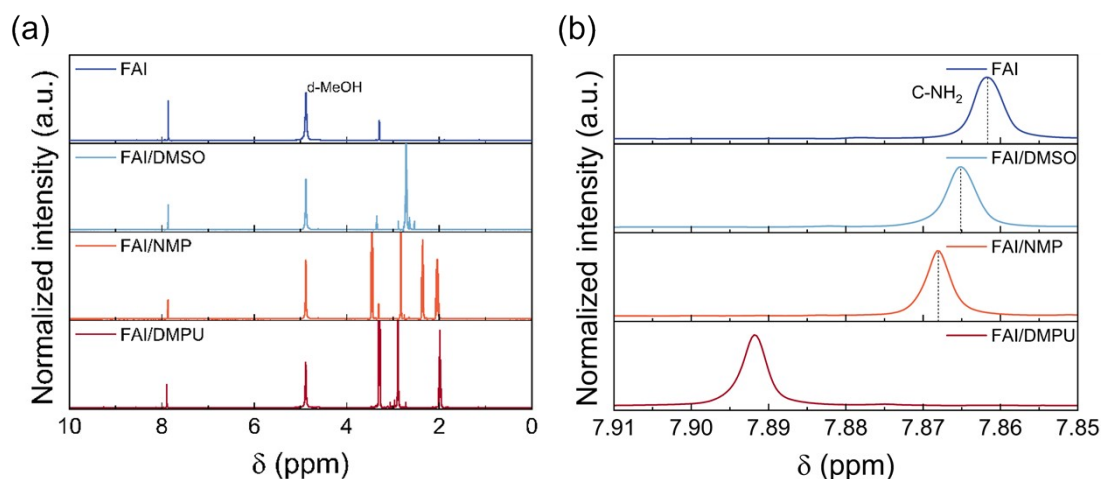 (a)
Normalized intensity (a.u.)
FAI
d-MeOH
FAI/DMSO
FAI/NMP
FAI/DMPU
10 8 6 4 2 0
δ (ppm)
(b)
Normalized intensity (a.u.)
FAI
C-NH₂
FAI/DMSO
FAI/NMP
FAI/DMPU
7.91 7.90 7.89 7.88 7.87 7.86 7.85
δ (ppm)